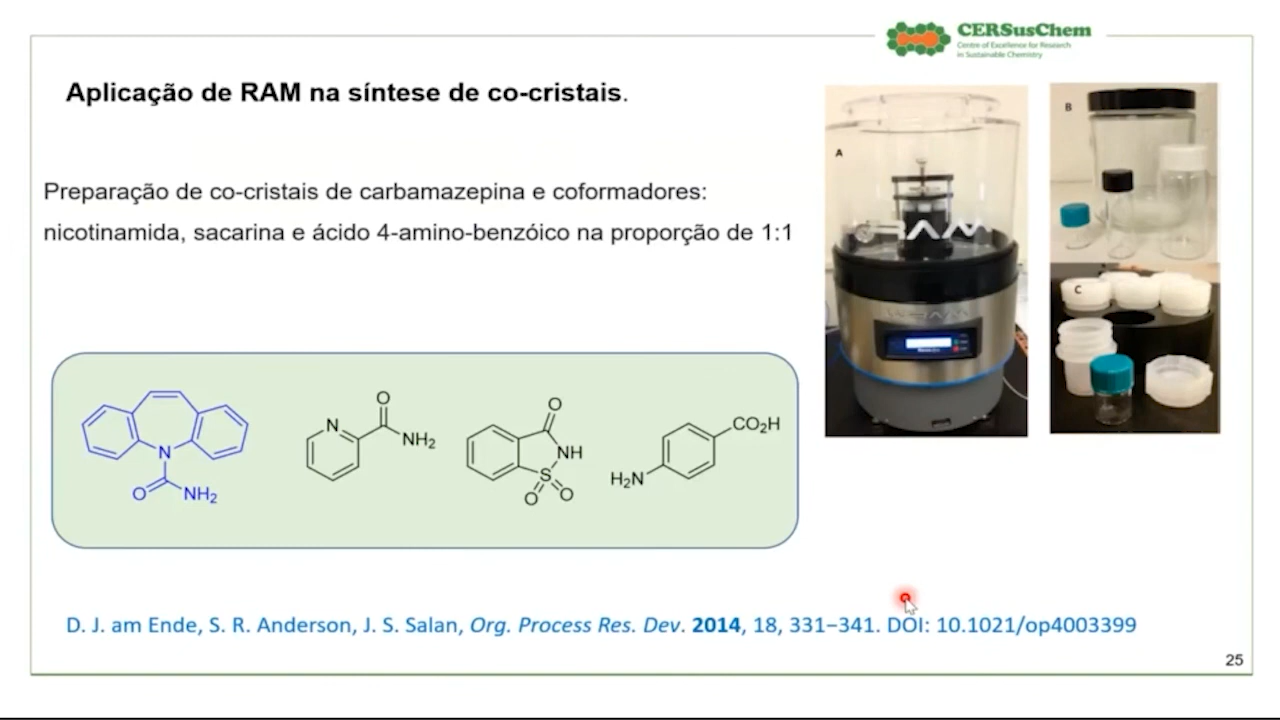 CERSusChem
Centre of Excellence for Research
in Sustainable Chemistry
Aplicação de RAM na síntese de co-cristais.
Preparação de co-cristais de carbamazepina e coformadores:
nicotinamida, sacarina e ácido 4-amino-benzóico na proporção de 1:1
A
RAM
B
C
N
O
NH₂
N
O
NH₂
O
NH
S
O
O
CO₂H
H₂N
D. J. am Ende, S. R. Anderson, J. S. Salan, Org. Process Res. Dev. 2014, 18, 331−341. DOI: 10.1021/op4003399
25